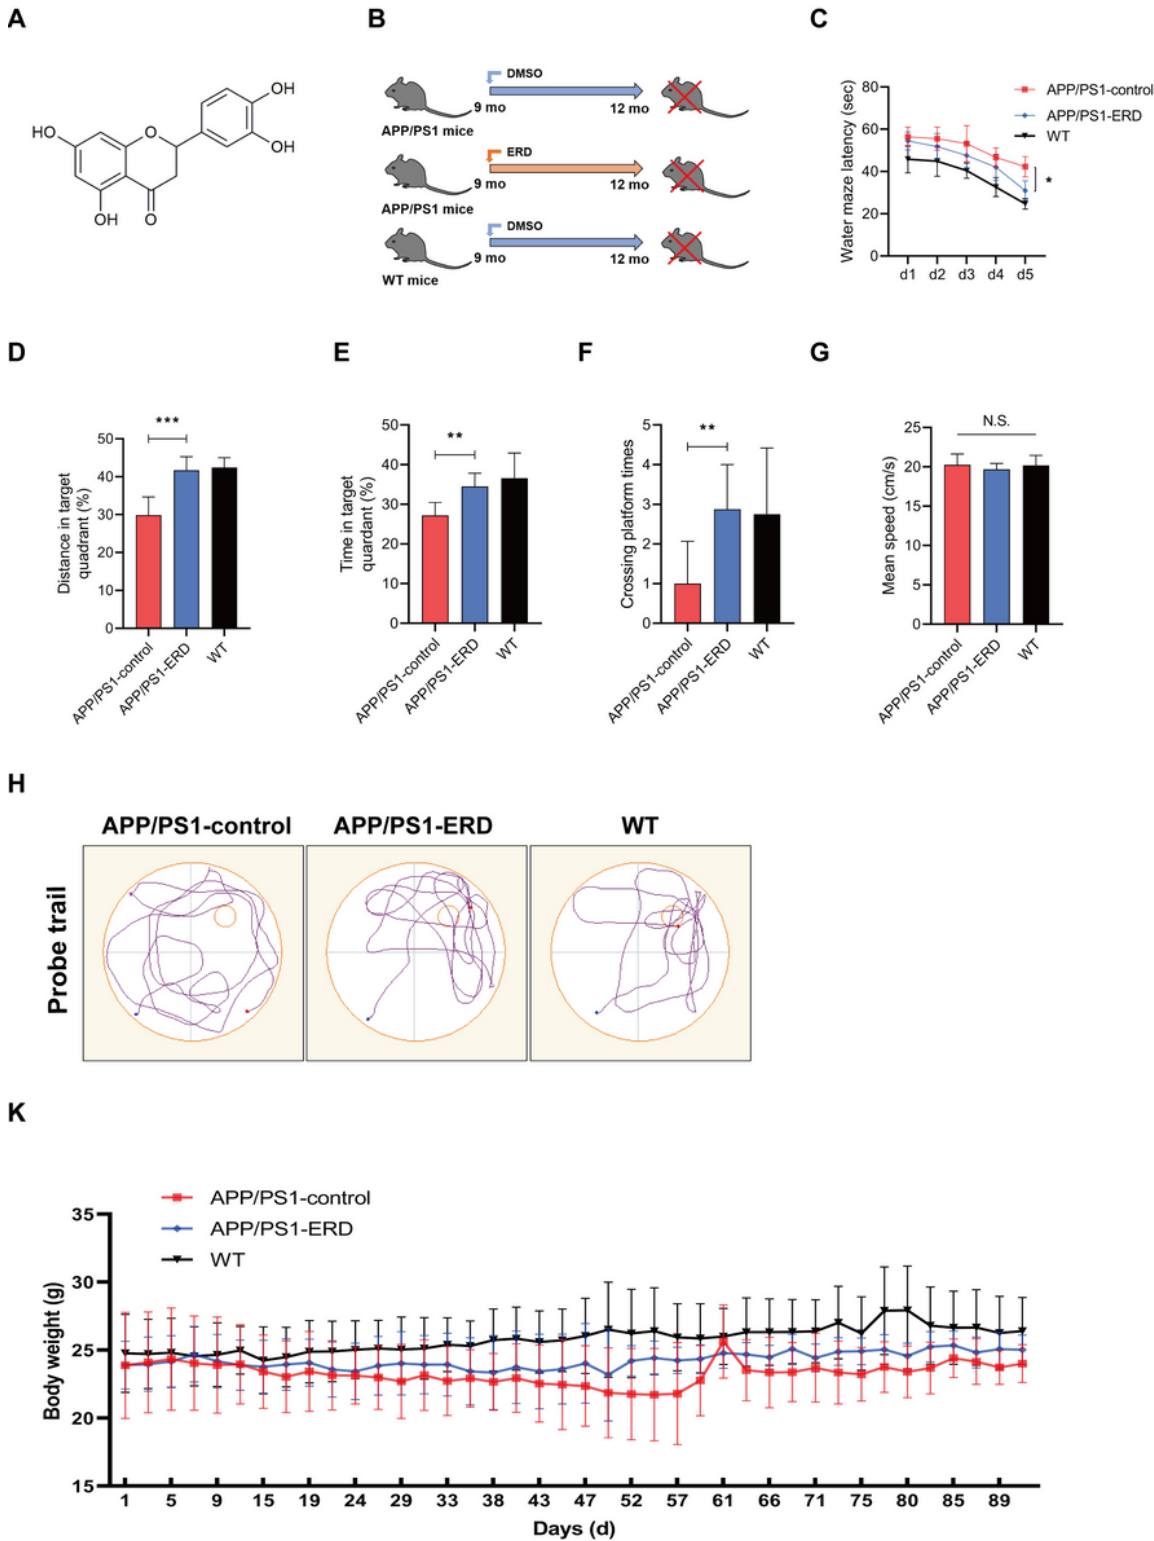 A
B
C
OH
HO
O
OH
OH
O
DMSO
9 mo
12 mo
APP/PS1 mice
ERD
9 mo
12 mo
APP/PS1 mice
DMSO
9 mo
12 mo
WT mice
APP/PS1-control
APP/PS1-ERD
WT
Water maze latency (sec)
80
60
40
20
0
*
d1 d2 d3 d4 d5
D
E
F
G
Distance in target
quadrant (%)
50
40
30
20
10
0
***
APP/PS1-control
APP/PS1-ERD
WT
Time in target
quardant (%)
50
40
30
20
10
0
**
APP/PS1-control
APP/PS1-ERD
WT
Crossing platform times
5
4
3
2
1
0
**
APP/PS1-control
APP/PS1-ERD
WT
Mean speed (cm/s)
25
20
15
10
5
0
N.S.
APP/PS1-control
APP/PS1-ERD
WT
H
APP/PS1-control APP/PS1-ERD WT
Probe trail
K
APP/PS1-control
APP/PS1-ERD
WT
Body weight (g)
35
30
25
20
15
1 5 9 15 19 24 29 33 38 43 47 52 57 61 66 71 75 80 85 89
Days (d)